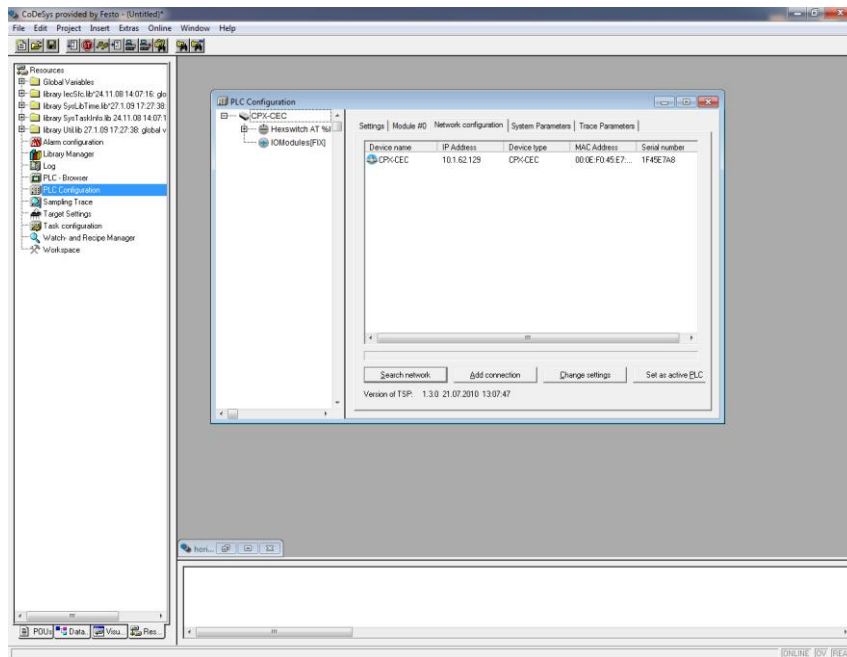 CoDeSys provided by Festo - (Untitled)*
File Edit Project Insert Extras Online Window Help
Resources
Global Variables
library Iecsfc.lib*24.11.08 14:07:16: glo
library SysLibTime.lib*27.1.09 17:27:38:
library SysTaskInfo.lib 24.11.08 14:07:1
library Util.lib 27.1.09 17:27:38: global v
Alarm configuration
Library Manager
Log
PLC - Browser
PLC Configuration
Sampling Trace
Target Settings
Task configuration
Watch- and Recipe Manager
Workspace
POUs Data... Visu... Res...
PLC Configuration
CPX-CEC
Hexswitch AT %I
IOModules[FIX]
Settings Module #0 Network configuration System Parameters Trace Parameters
Device name IP Address Device type MAC Address Serial number
CPX-CEC 10.1.62.129 CPX-CEC 00:0E:F0:45:E7:... 1F45E7A8
Search network Add connection Change settings Set as active PLC
Version of TSP: 1.3.0 21.07.2010 13:07:47
hori...
ONLINE OV REA